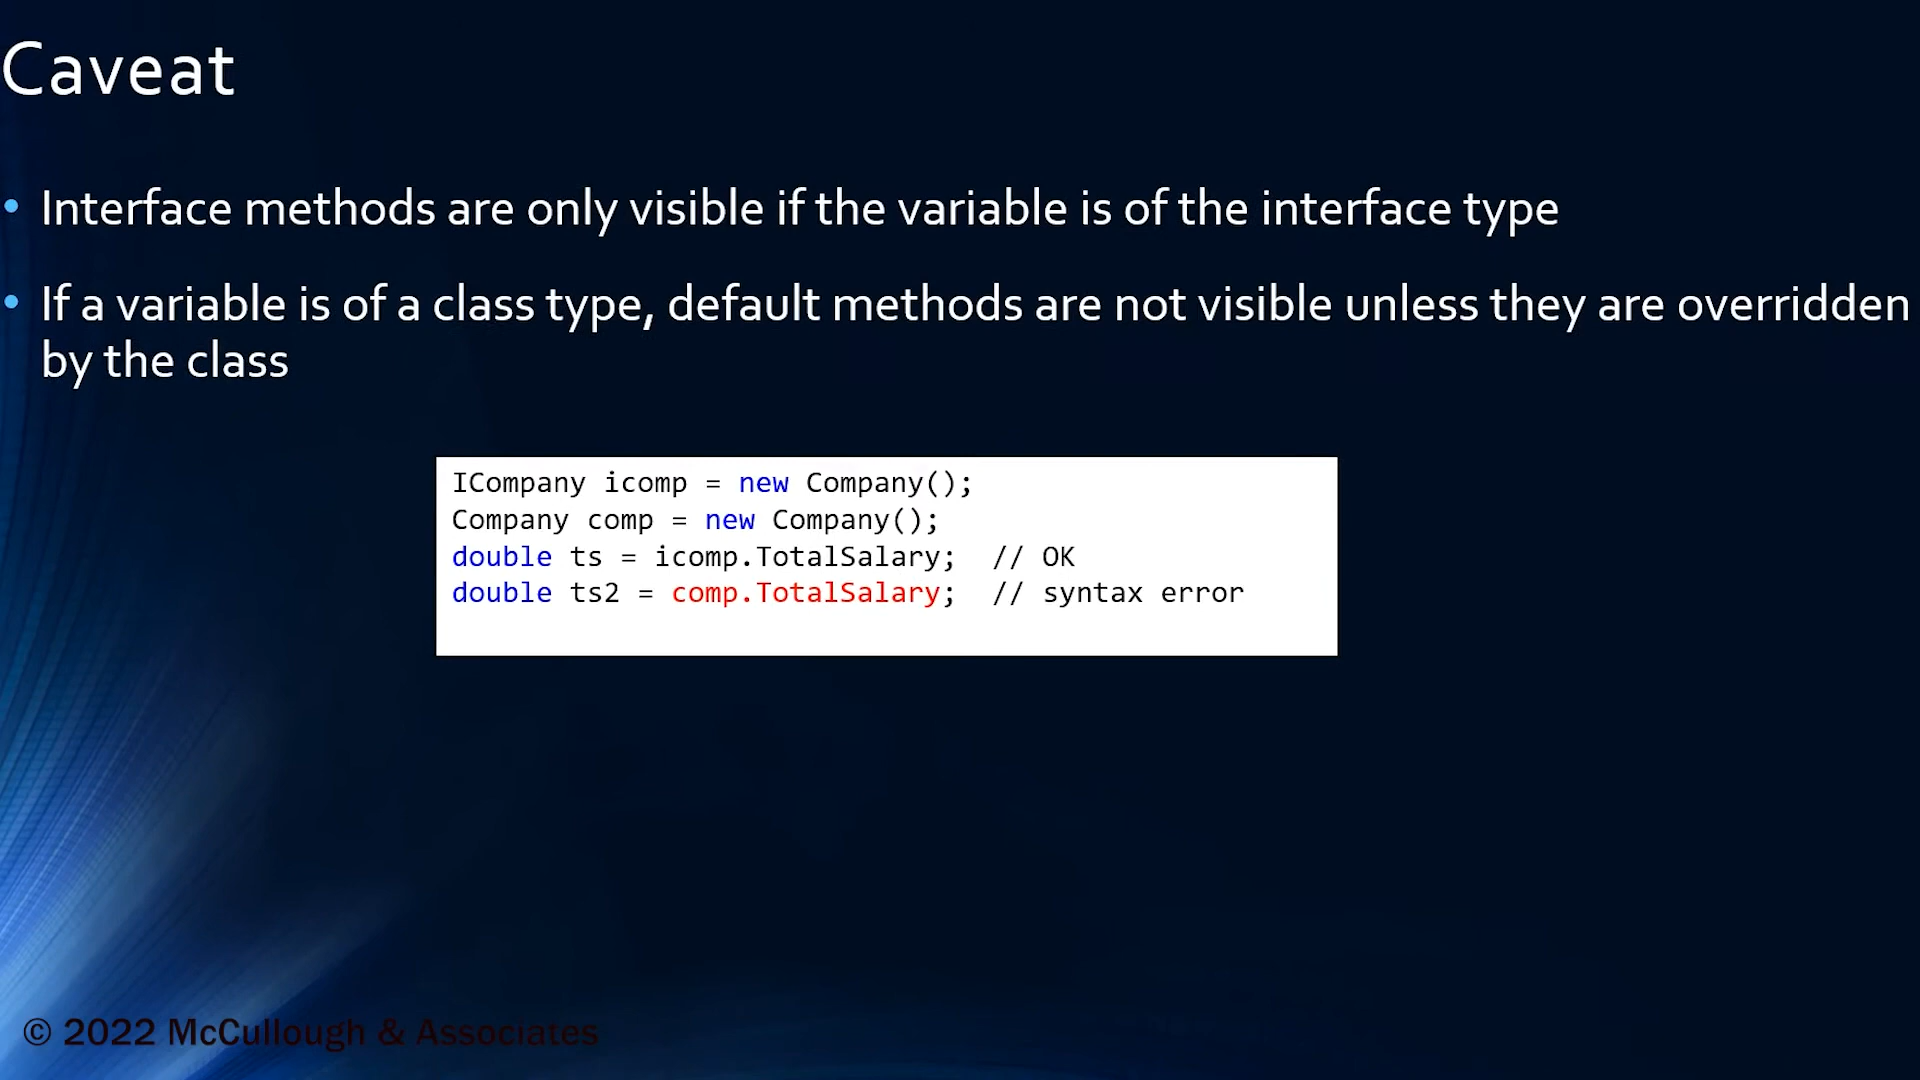 Caveat
• Interface methods are only visible if the variable is of the interface type
• If a variable is of a class type, default methods are not visible unless they are overridden
by the class
ICompany icomp = new Company();
Company comp = new Company();
double ts = icomp.TotalSalary;  // OK
double ts2 = comp.TotalSalary;  // syntax error
© 2022 McCullough & Associates